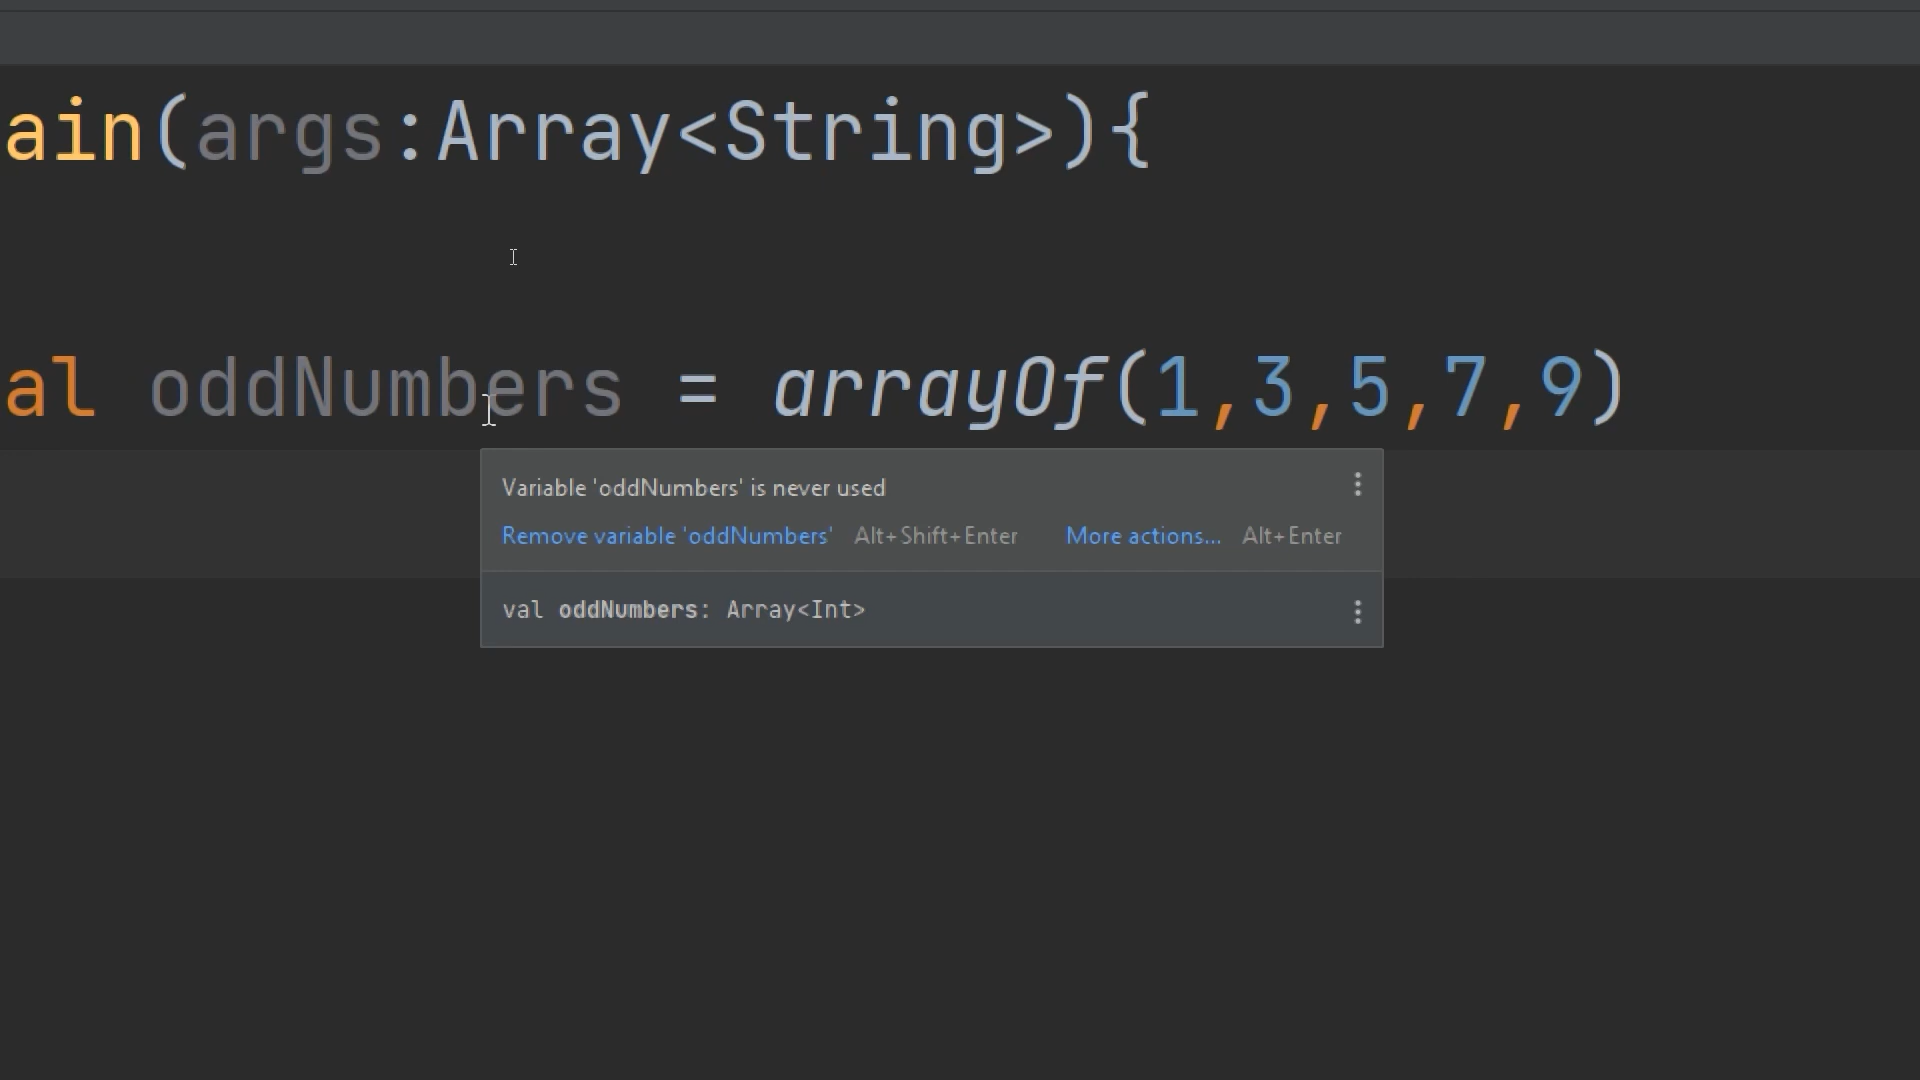 ain(args:Array<String>){
al oddNumbers = arrayOf(1,3,5,7,9)
Variable 'oddNumbers' is never used
Remove variable 'oddNumbers' Alt+Shift+Enter More actions... Alt+Enter
val oddNumbers: Array<Int>